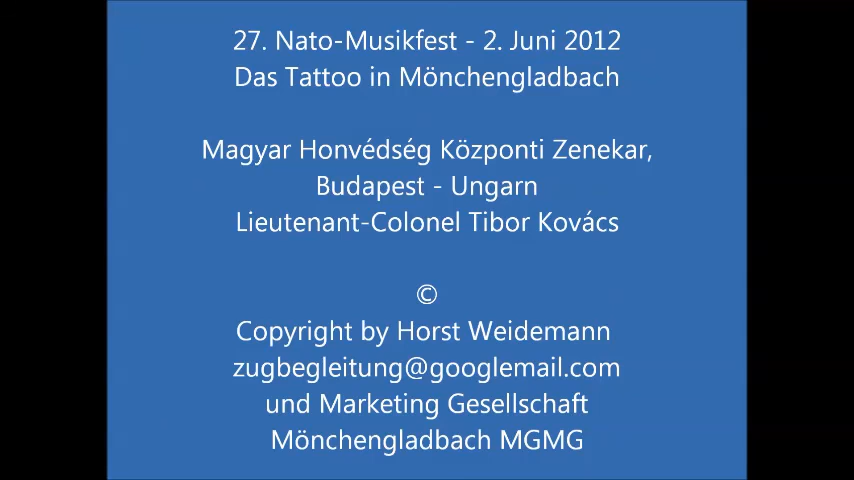 27. Nato-Musikfest - 2. Juni 2012
Das Tattoo in Mönchengladbach
Magyar Honvédség Központi Zenekar,
Budapest - Ungarn
Lieutenant-Colonel Tibor Kovács
©
Copyright by Horst Weidemann
zugbegleitung@googlemail.com
und Marketing Gesellschaft
Mönchengladbach MGMG